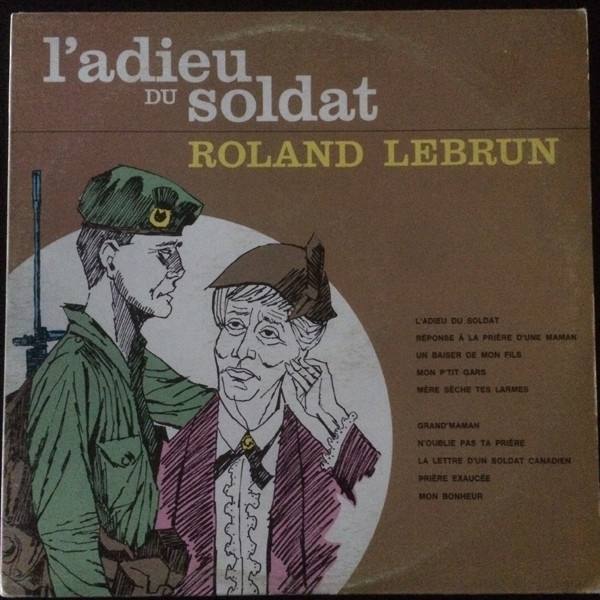 l'adieu
DU soldat
ROLAND LEBRUN
L'ADIEU DU SOLDAT
RÉPONSE À LA PRIÈRE D'UNE MAMAN
UN BAISER DE MON FILS
MON P'TIT GARS
MÈRE SÈCHE TES LARMES
GRAND'MAMAN
N'OUBLIE PAS TA PRIÈRE
LA LETTRE D'UN SOLDAT CANADIEN
PRIÈRE EXAUCÉE
MON BONHEUR